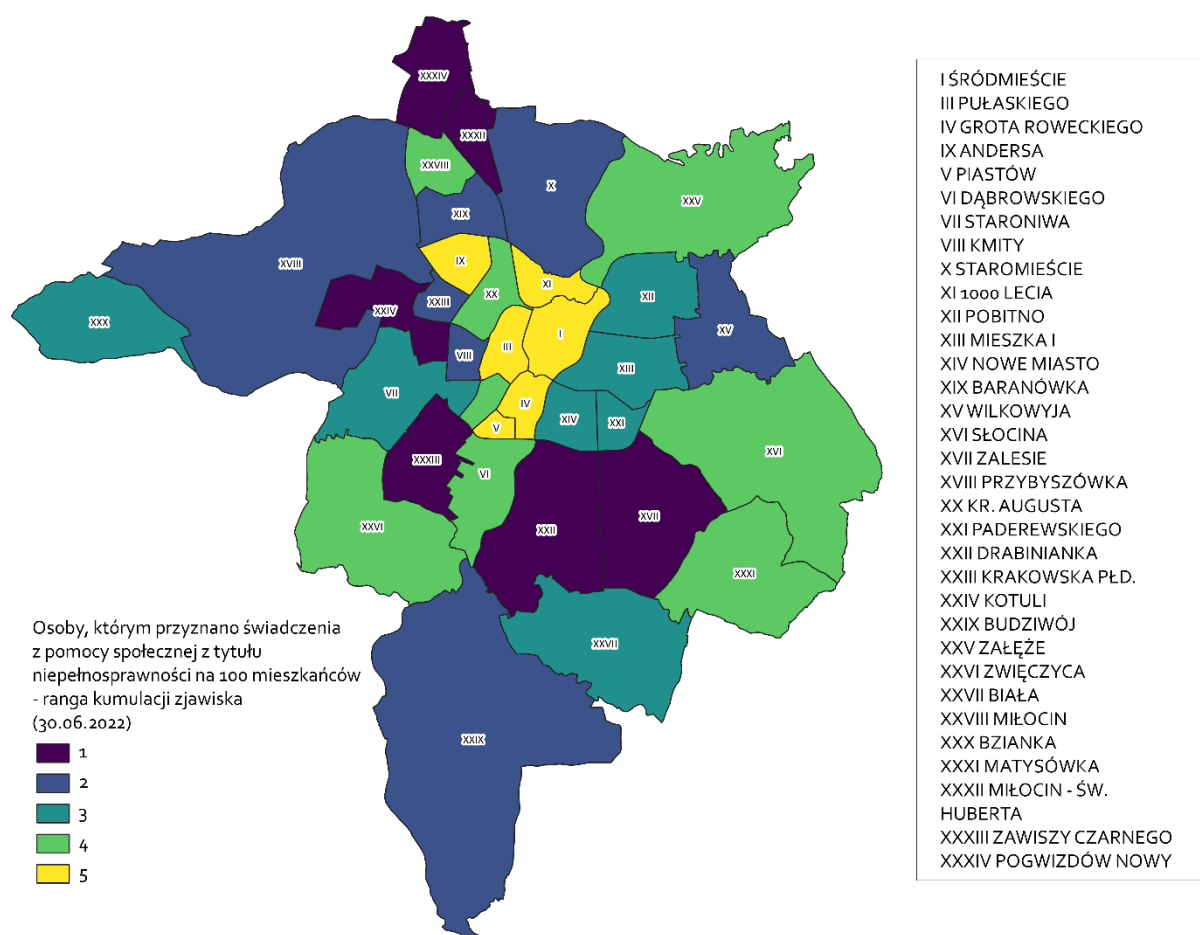 XXXIV
XXXII
XXVIII
X
XXV
XIX
XVIII
IX
XI
XX
XII
XXIV
XXIII
XXX
I
XV
III
VIII
XIII
VII
IV
XIV
XXI
V
XXXIII
VI
XVI
XXVI
XXII
XVII
XXXI
XXVII
XXIX
Osoby, którym przyznano świadczenia
z pomocy społecznej z tytułu
niepełnosprawności na 100 mieszkańców
- ranga kumulacji zjawiska
(30.06.2022)
1
2
3
4
5
I ŚRÓDMIEŚCIE
III PUŁASKIEGO
IV GROTA ROWECKIEGO
IX ANDERSA
V PIASTÓW
VI DĄBROWSKIEGO
VII STARONIWA
VIII KMITY
X STAROMIEŚCIE
XI 1000 LECIA
XII POBITNO
XIII MIESZKA I
XIV NOWE MIASTO
XIX BARANÓWKA
XV WILKOWYJA
XVI SŁOCINA
XVII ZALESIE
XVIII PRZYBYSZÓWKA
XX KR. AUGUSTA
XXI PADEREWSKIEGO
XXII DRABINIANKA
XXIII KRAKOWSKA PŁD.
XXIV KOTULI
XXIX BUDZIWÓJ
XXV ZAŁĘŻE
XXVI ZWIĘCZYCA
XXVII BIAŁA
XXVIII MIŁOCIN
XXX BZIANKA
XXXI MATYSÓWKA
XXXII MIŁOCIN - ŚW.
HUBERTA
XXXIII ZAWISZY CZARNEGO
XXXIV POGWIZDÓW NOWY